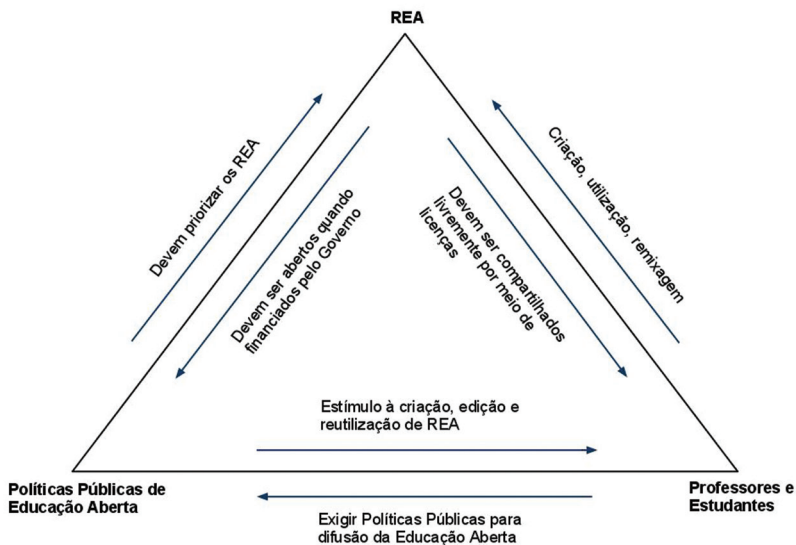 REA
Devem priorizar os REA
Devem ser abertos quando
financiados pelo Governo
Devem ser compartilhados
livremente por meio de
licenças
Criação, utilização, remixagem
Estímulo à criação, edição e
reutilização de REA
Políticas Públicas de
Educação Aberta
Professores e
Estudantes
Exigir Políticas Públicas para
difusão da Educação Aberta